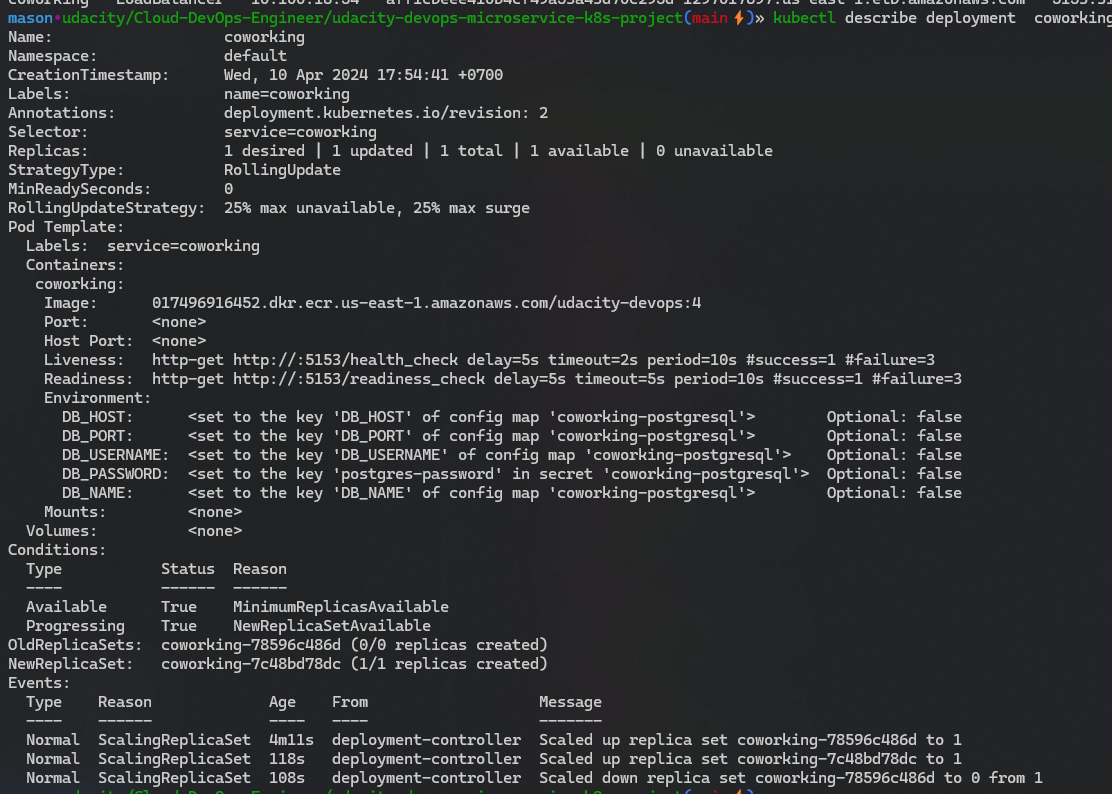 mason•udacity/Cloud-DevOps-Engineer/udacity-devops-microservice-k8s-project(main⚡)» kubectl describe deployment  coworking
Name:                   coworking
Namespace:              default
CreationTimestamp:      Wed, 10 Apr 2024 17:54:41 +0700
Labels:                 name=coworking
Annotations:            deployment.kubernetes.io/revision: 2
Selector:               service=coworking
Replicas:               1 desired | 1 updated | 1 total | 1 available | 0 unavailable
StrategyType:           RollingUpdate
MinReadySeconds:        0
RollingUpdateStrategy:  25% max unavailable, 25% max surge
Pod Template:
  Labels:  service=coworking
  Containers:
   coworking:
    Image:      017496916452.dkr.ecr.us-east-1.amazonaws.com/udacity-devops:4
    Port:       <none>
    Host Port:  <none>
    Liveness:   http-get http://:5153/health_check delay=5s timeout=2s period=10s #success=1 #failure=3
    Readiness:  http-get http://:5153/readiness_check delay=5s timeout=5s period=10s #success=1 #failure=3
    Environment:
      DB_HOST:      <set to the key 'DB_HOST' of config map 'coworking-postgresql'>        Optional: false
      DB_PORT:      <set to the key 'DB_PORT' of config map 'coworking-postgresql'>        Optional: false
      DB_USERNAME:  <set to the key 'DB_USERNAME' of config map 'coworking-postgresql'>    Optional: false
      DB_PASSWORD:  <set to the key 'postgres-password' in secret 'coworking-postgresql'>  Optional: false
      DB_NAME:      <set to the key 'DB_NAME' of config map 'coworking-postgresql'>        Optional: false
    Mounts:         <none>
  Volumes:          <none>
Conditions:
  Type           Status  Reason
  ----           ------  ------
  Available      True    MinimumReplicasAvailable
  Progressing    True    NewReplicaSetAvailable
OldReplicaSets:  coworking-78596c486d (0/0 replicas created)
NewReplicaSet:   coworking-7c48bd78dc (1/1 replicas created)
Events:
  Type    Reason             Age    From                   Message
  ----    ------             ----   ----                   -------
  Normal  ScalingReplicaSet  4m11s  deployment-controller  Scaled up replica set coworking-78596c486d to 1
  Normal  ScalingReplicaSet  118s   deployment-controller  Scaled up replica set coworking-7c48bd78dc to 1
  Normal  ScalingReplicaSet  108s   deployment-controller  Scaled down replica set coworking-78596c486d to 0 from 1